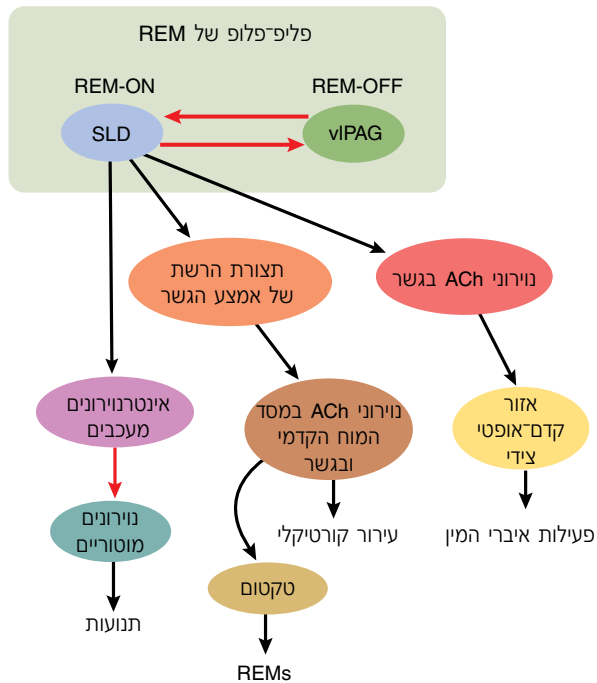 פליפ־פלופ של REM
REM-ON
REM-OFF
SLD
vlPAG
תצורת הרשת
של אמצע הגשר
נוירוני ACh בגשר
אינטרנוירונים
מעכבים
נוירוני ACh במסד
המוח הקדמי
ובגשר
אזור
קדם־אופטי
צידי
נוירונים
מוטוריים
עירור קורטיקלי
פעילות איברי המין
טקטום
תנועות
REMs